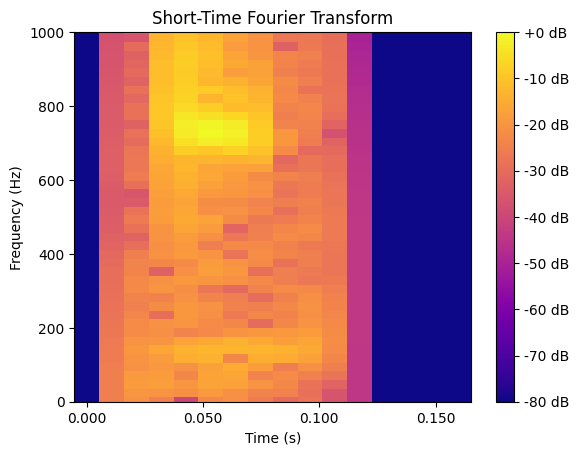 Short-Time Fourier Transform
1000
800
600
400
200
0
Frequency (Hz)
0.000
0.050
0.100
0.150
Time (s)
+0 dB
-10 dB
-20 dB
-30 dB
-40 dB
-50 dB
-60 dB
-70 dB
-80 dB